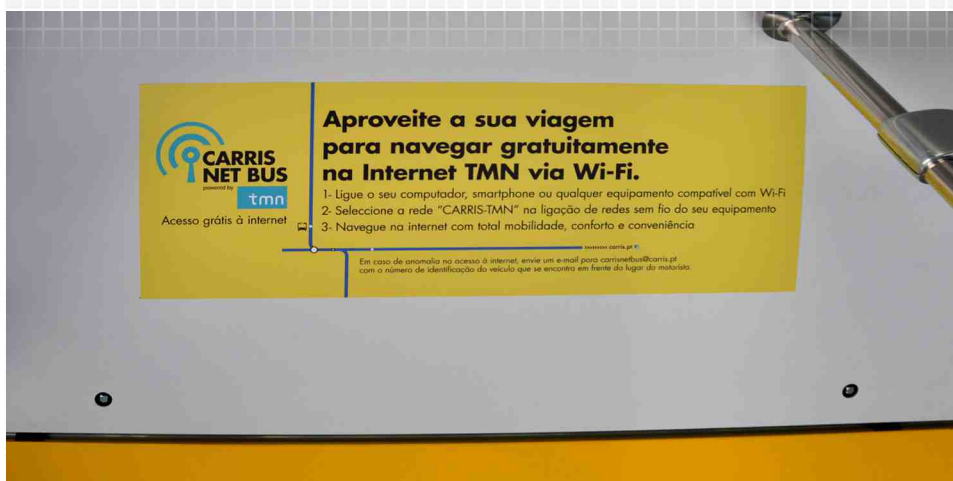 CARRIS
NET BUS
powered by
tmn
Acesso grátis à internet
Aproveite a sua viagem
para navegar gratuitamente
na Internet TMN via Wi-Fi.
1- Ligue o seu computador, smartphone ou qualquer equipamento compatível com Wi-Fi
2- Seleccione a rede "CARRIS-TMN" na ligação de redes sem fio do seu equipamento
3- Navegue na internet com total mobilidade, conforto e conveniência
carris.pt
Em caso de anomalia no acesso à internet, envie um e-mail para carrisnetbus@carris.pt
com o número de identificação do veículo que se encontra em frente do lugar do motorista.